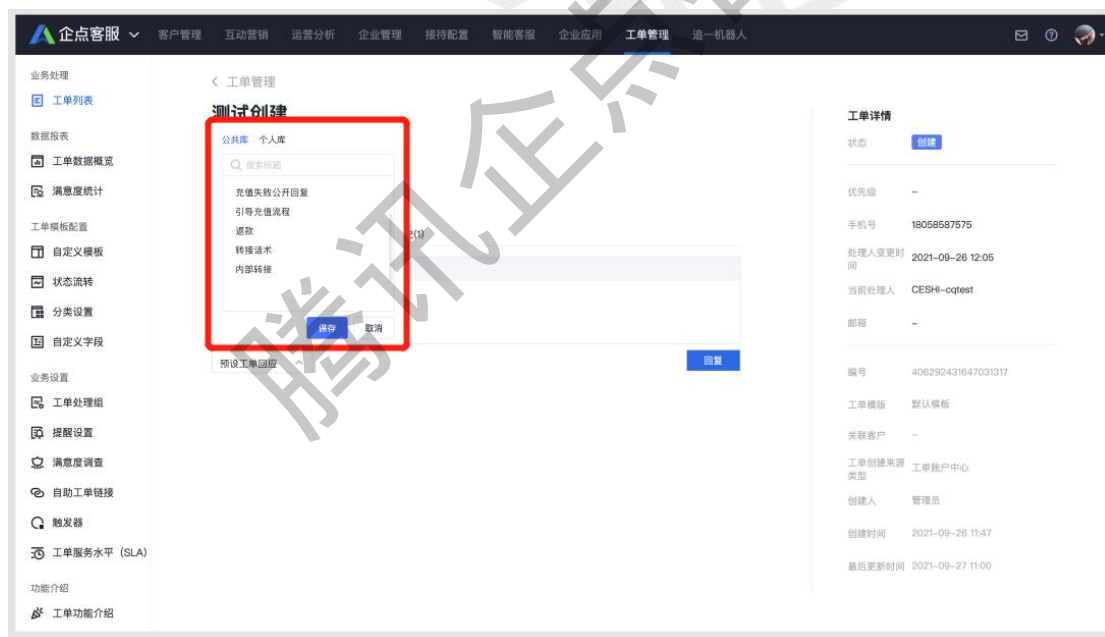 企点客服 客户管理 互动营销 运营分析 企业管理 接待配置 智能客服 企业应用 工单管理 追一机器人
业务处理
工单列表
数据报表
工单数据概览
满意度统计
工单模板配置
自定义模板
状态流转
分类设置
自定义字段
业务设置
工单处理组
提醒设置
满意度调查
自助工单链接
触发器
工单服务水平 (SLA)
功能介绍
工单功能介绍
< 工单管理
测试创建
公共库 个人库
搜索标题
充值失败公开回复
引导充值流程
退款
转接话术
内部转接
保存 取消
(1)
预设工单回应
回复
工单详情
状态 创建
优先级 –
手机号 18058587575
处理人变更时
间 2021-09-26 12:05
当前处理人 CESHI-cqtest
邮箱 –
编号 406292431647031317
工单模版 默认模板
关联客户 –
工单创建来源
类型 工单账户中心
创建人 管理员
创建时间 2021-09-26 11:47
最后更新时间 2021-09-27 11:00
腾讯企点